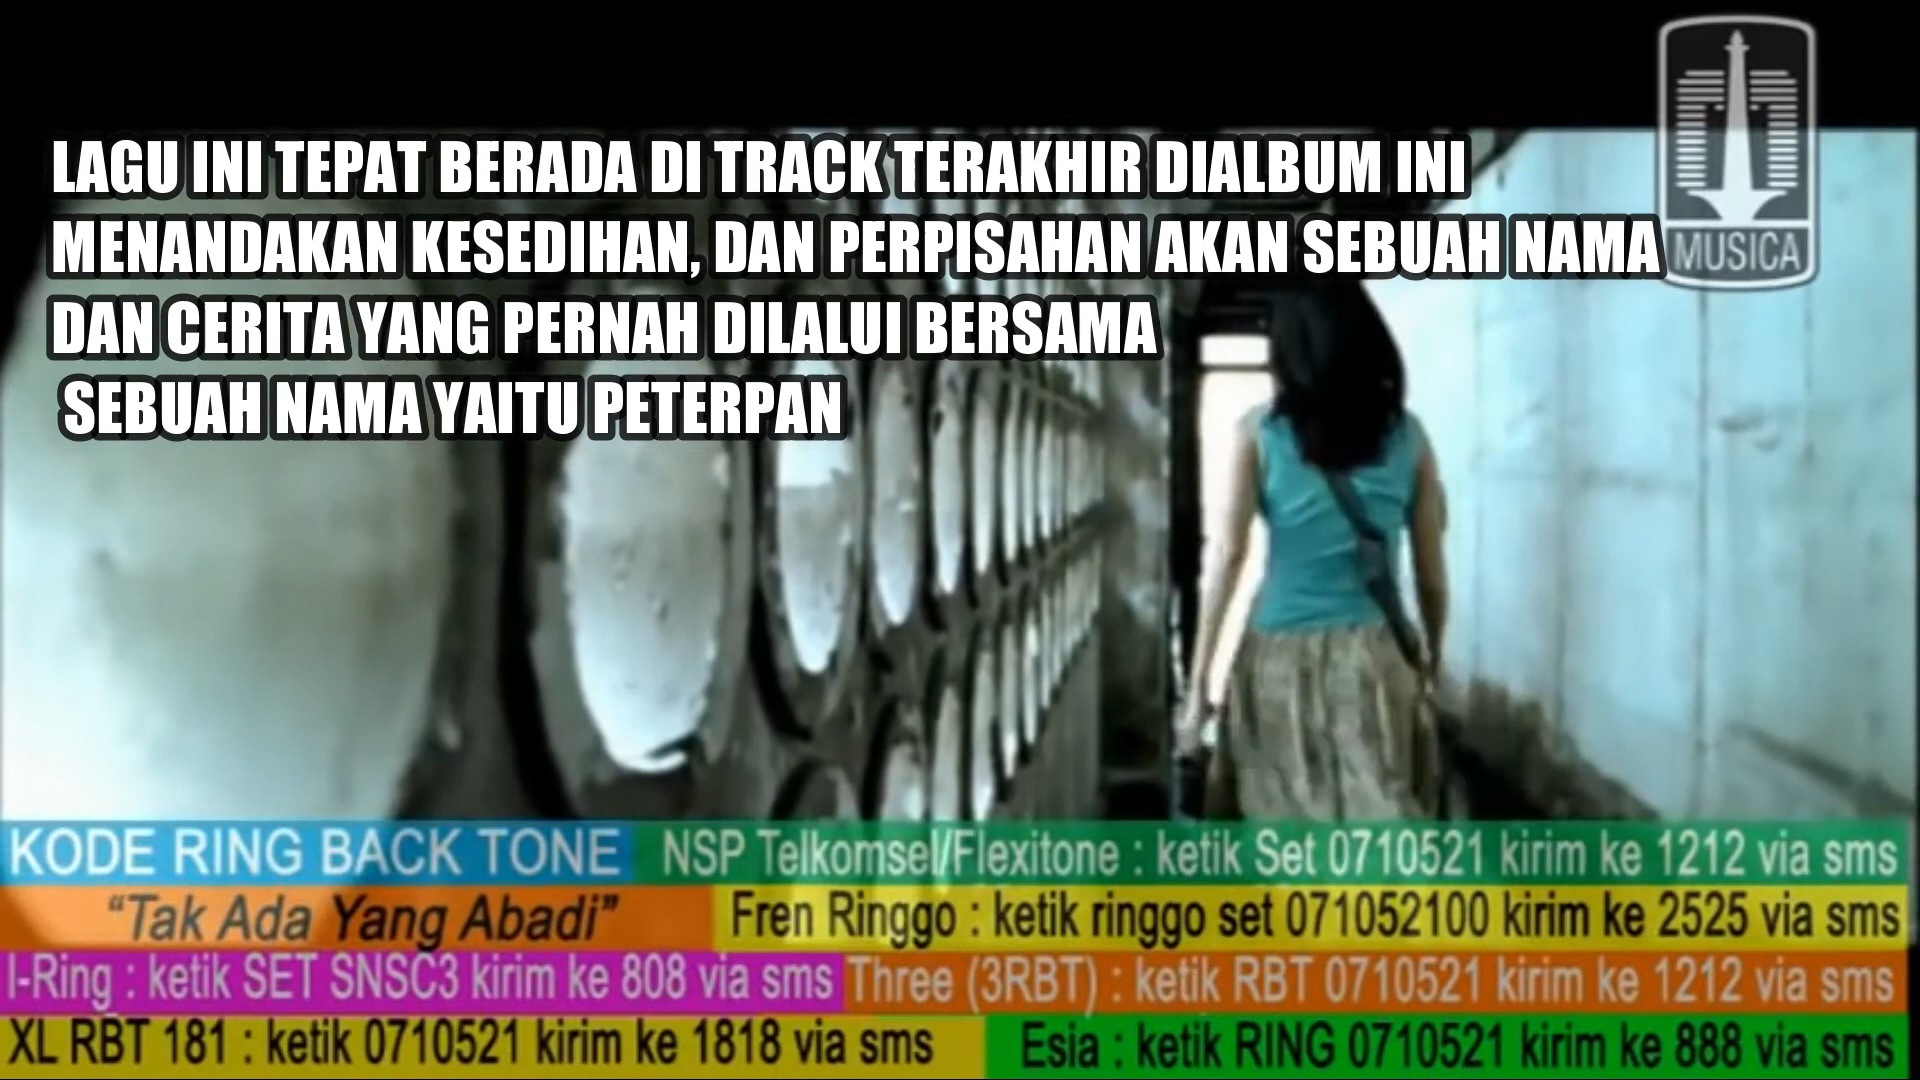 LAGU INI TEPAT BERADA DI TRACK TERAKHIR DIALBUM INI
MENANDAKAN KESEDIHAN, DAN PERPISAHAN AKAN SEBUAH NAMA
DAN CERITA YANG PERNAH DILALUI BERSAMA
SEBUAH NAMA YAITU PETERPAN
MUSICA
KODE RING BACK TONE
NSP Telkomsel/Flexitone : ketik Set 0710521 kirim ke 1212 via sms
“Tak Ada Yang Abadi”
Fren Ringgo : ketik ringgo set 071052100 kirim ke 2525 via sms
I-Ring : ketik SET SNSC3 kirim ke 808 via sms
Three (3RBT) : ketik RBT 0710521 kirim ke 1212 via sms
XL RBT 181 : ketik 0710521 kirim ke 1818 via sms
Esia : ketik RING 0710521 kirim ke 888 via sms